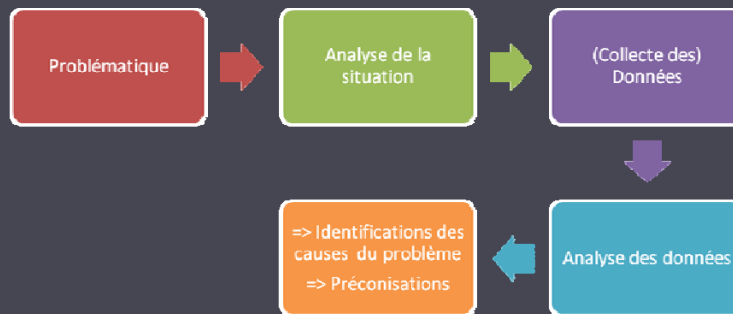 Problématique
Analyse de la
situation
(Collecte des)
Données
Analyse des données
=> Identifications des
causes du problème
=> Préconisations